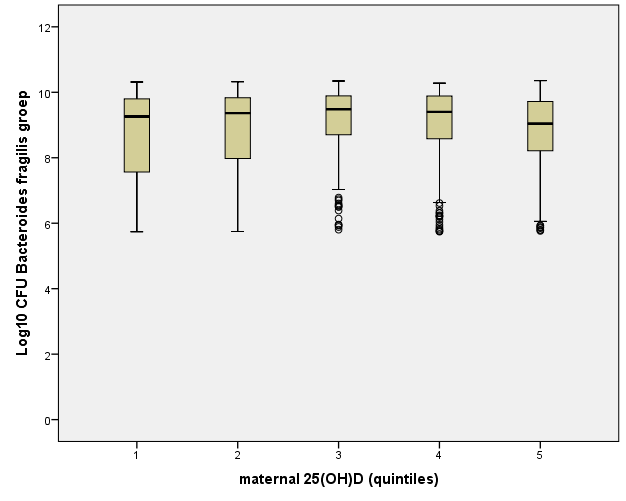 Log10 CFU Bacteroides fragilis groep
12
10
8
6
4
2
0
1 2 3 4 5
maternal 25(OH)D (quintiles)